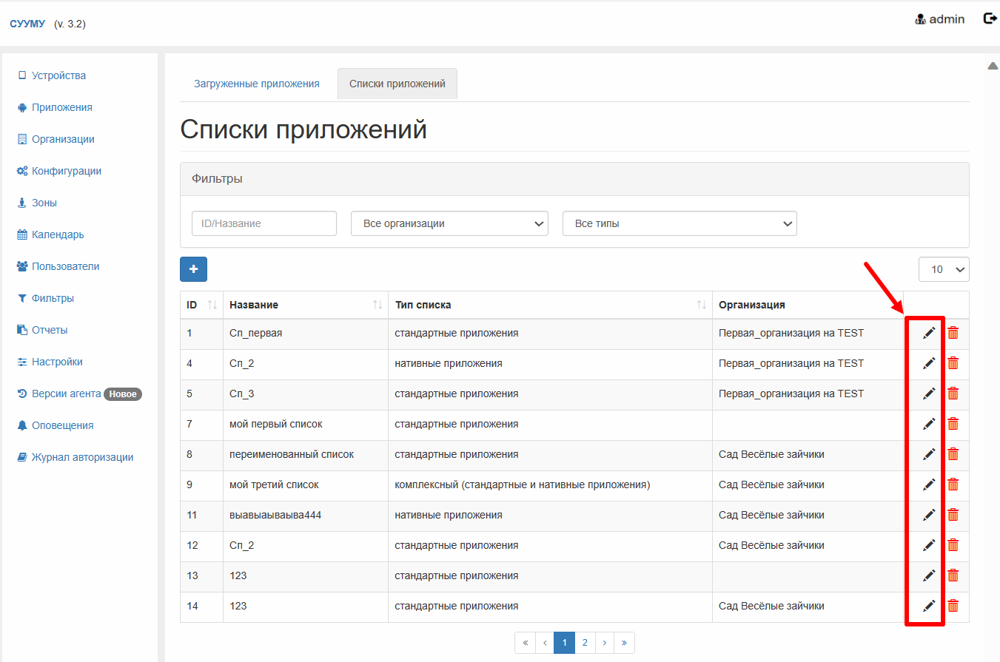 СУУМУ (v. 3.2)
admin
Устройства
Приложения
Организации
Конфигурации
Зоны
Календарь
Пользователи
Фильтры
Отчеты
Настройки
Версии агента Новое
Оповещения
Журнал авторизации
Загруженные приложения Списки приложений
Списки приложений
Фильтры
ID/Название Все организации Все типы
+ 10
ID Название Тип списка Организация
1 Сп_первая стандартные приложения Первая_организация на TEST
4 Сп_2 нативные приложения Первая_организация на TEST
5 Сп_3 стандартные приложения Первая_организация на TEST
7 мой первый список стандартные приложения
8 переименованный список стандартные приложения Сад Весёлые зайчики
9 мой третий список комплексный (стандартные и нативные приложения) Сад Весёлые зайчики
11 выавыаываыва444 нативные приложения Сад Весёлые зайчики
12 Сп_2 стандартные приложения Сад Весёлые зайчики
13 123 стандартные приложения
14 123 стандартные приложения Сад Весёлые зайчики
« ‹ 1 2 › »